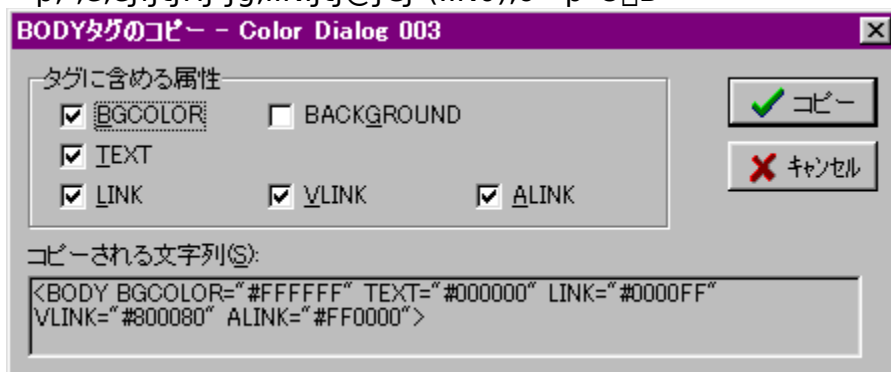 BODYタグのコピー - Color Dialog 003
タグに含める属性
BGCOLOR BACKGROUND
コピー
TEXT
キャンセル
LINK VLINK ALINK
コピーされる文字列(S):
<BODY BGCOLOR="#FFFFFF" TEXT="#000000" LINK="#0000FF"
VLINK="#800080" ALINK="#FF0000">